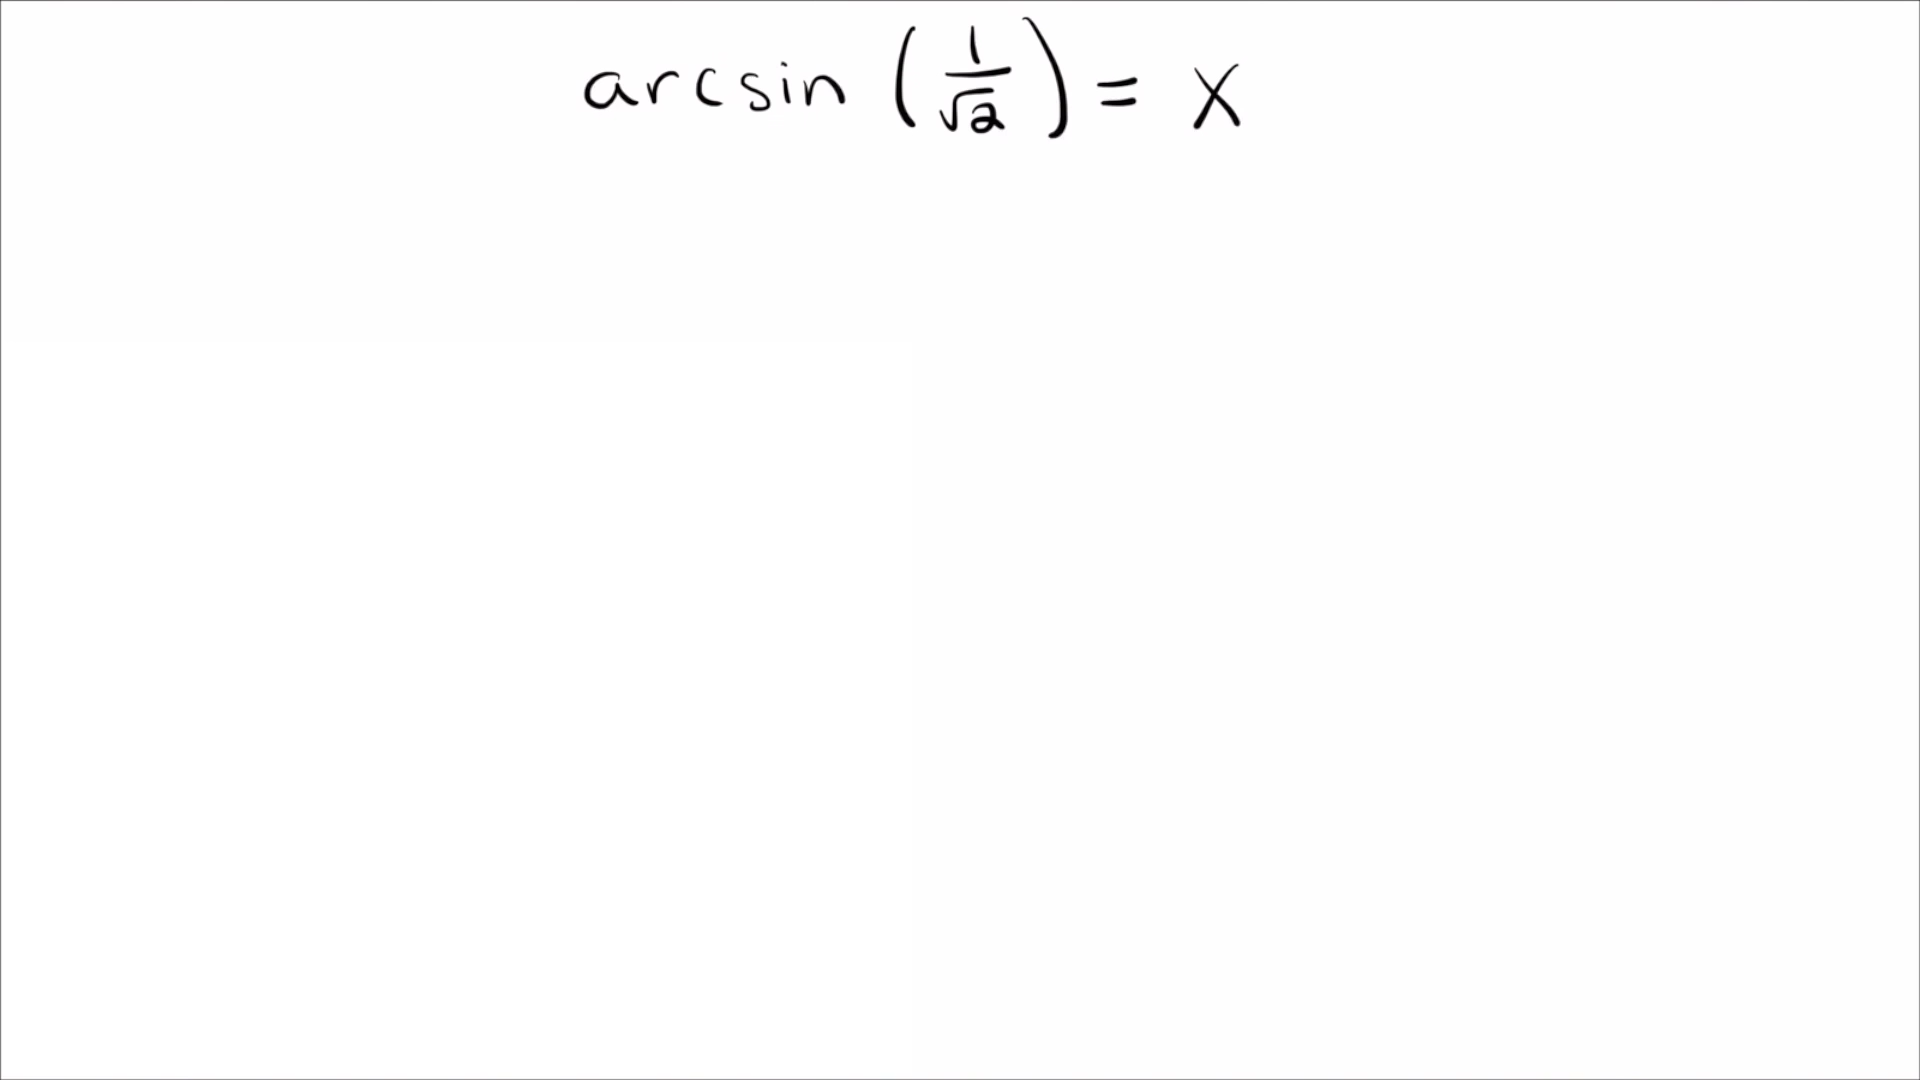 arcsin (1/√2) = x